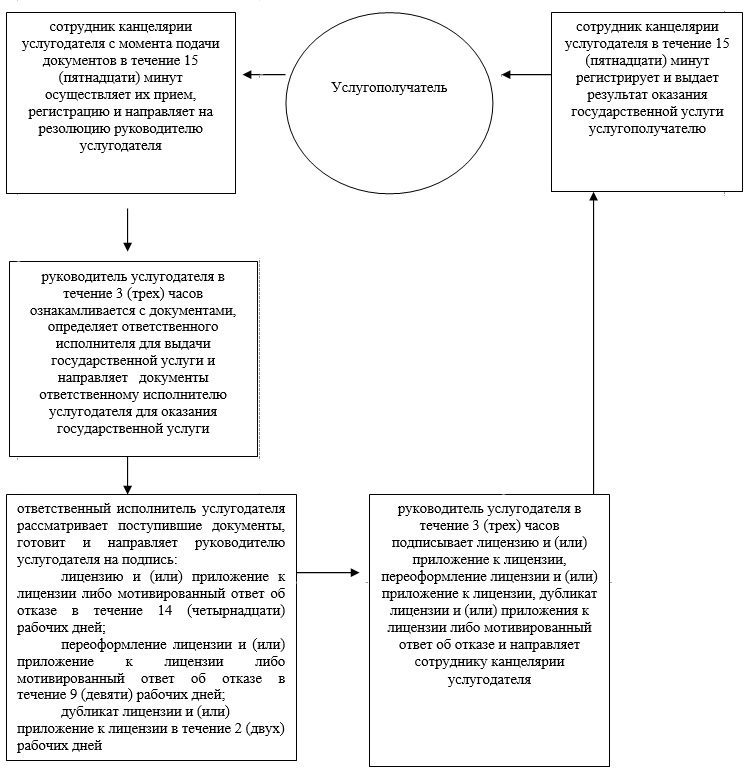 сотрудник канцелярии
услугодателя с момента подачи
документов в течение 15
(пятнадцати) минут
осуществляет их прием,
регистрацию и направляет на
резолюцию руководителю
услугодателя
Услугополучатель
сотрудник канцелярии
услугодателя в течение 15
(пятнадцати) минут
регистрирует и выдает
результат оказания
государственной услуги
услугополучателю
руководитель услугодателя в
течение 3 (трех) часов
ознакамливается с документами,
определяет ответственного
исполнителя для выдачи
государственной услуги и
направляет документы
ответственному исполнителю
услугодателя для оказания
государственной услуги
ответственный исполнитель услугодателя
рассматривает поступившие документы,
готовит и направляет руководителю
услугодателя на подпись:
лицензию и (или) приложение к
лицензии либо мотивированный ответ об
отказе в течение 14 (четырнадцати)
рабочих дней;
переоформление лицензии и (или)
приложение к лицензии либо
мотивированный ответ об отказе в
течение 9 (девяти) рабочих дней;
дубликат лицензии и (или)
приложение к лицензии в течение 2 (двух)
рабочих дней
руководитель услугодателя в
течение 3 (трех) часов
подписывает лицензию и (или)
приложение к лицензии,
переоформление лицензии и (или)
приложение к лицензии, дубликат
лицензии и (или) приложения к
лицензии либо мотивированный
ответ об отказе и направляет
сотруднику канцелярии
услугодателя